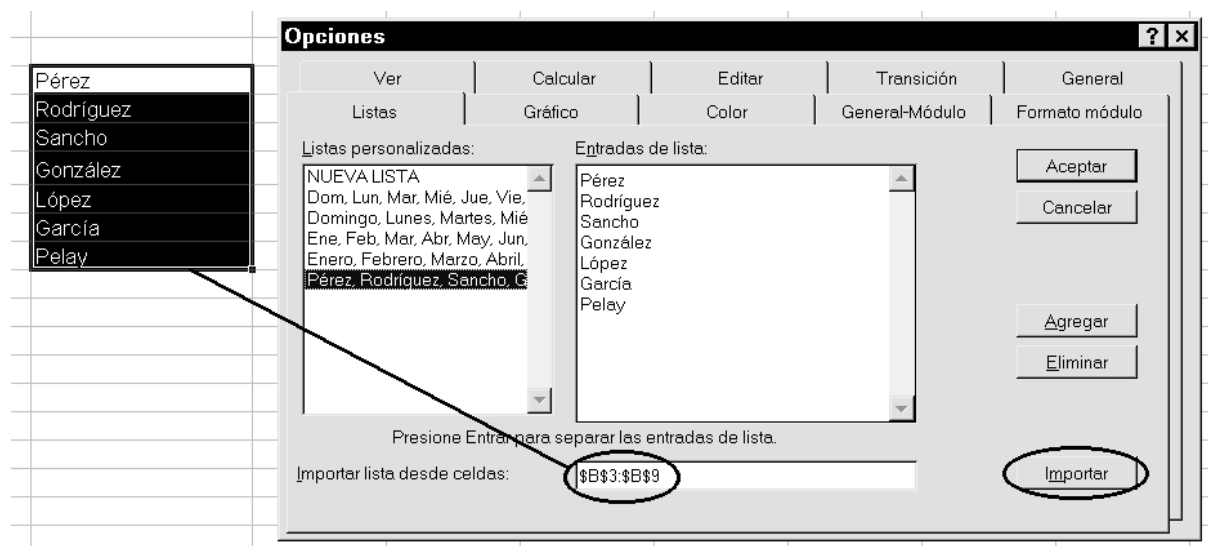 Pérez
Rodríguez
Sancho
González
López
García
Pelay
Opciones
Ver Calcular Editar Transición General
Listas Gráfico Color General-Módulo Formato módulo
Listas personalizadas:
NUEVA LISTA
Dom, Lun, Mar, Mié, Jue, Vie,
Domingo, Lunes, Martes, Mié
Ene, Feb, Mar, Abr, May, Jun,
Enero, Febrero, Marzo, Abril,
Pérez, Rodríguez, Sancho, G
Entradas de lista:
Pérez
Rodríguez
Sancho
González
López
García
Pelay
Aceptar
Cancelar
Agregar
Eliminar
Presione Entrar para separar las entradas de lista.
Importar lista desde celdas: $B$3:$B$9 Importar